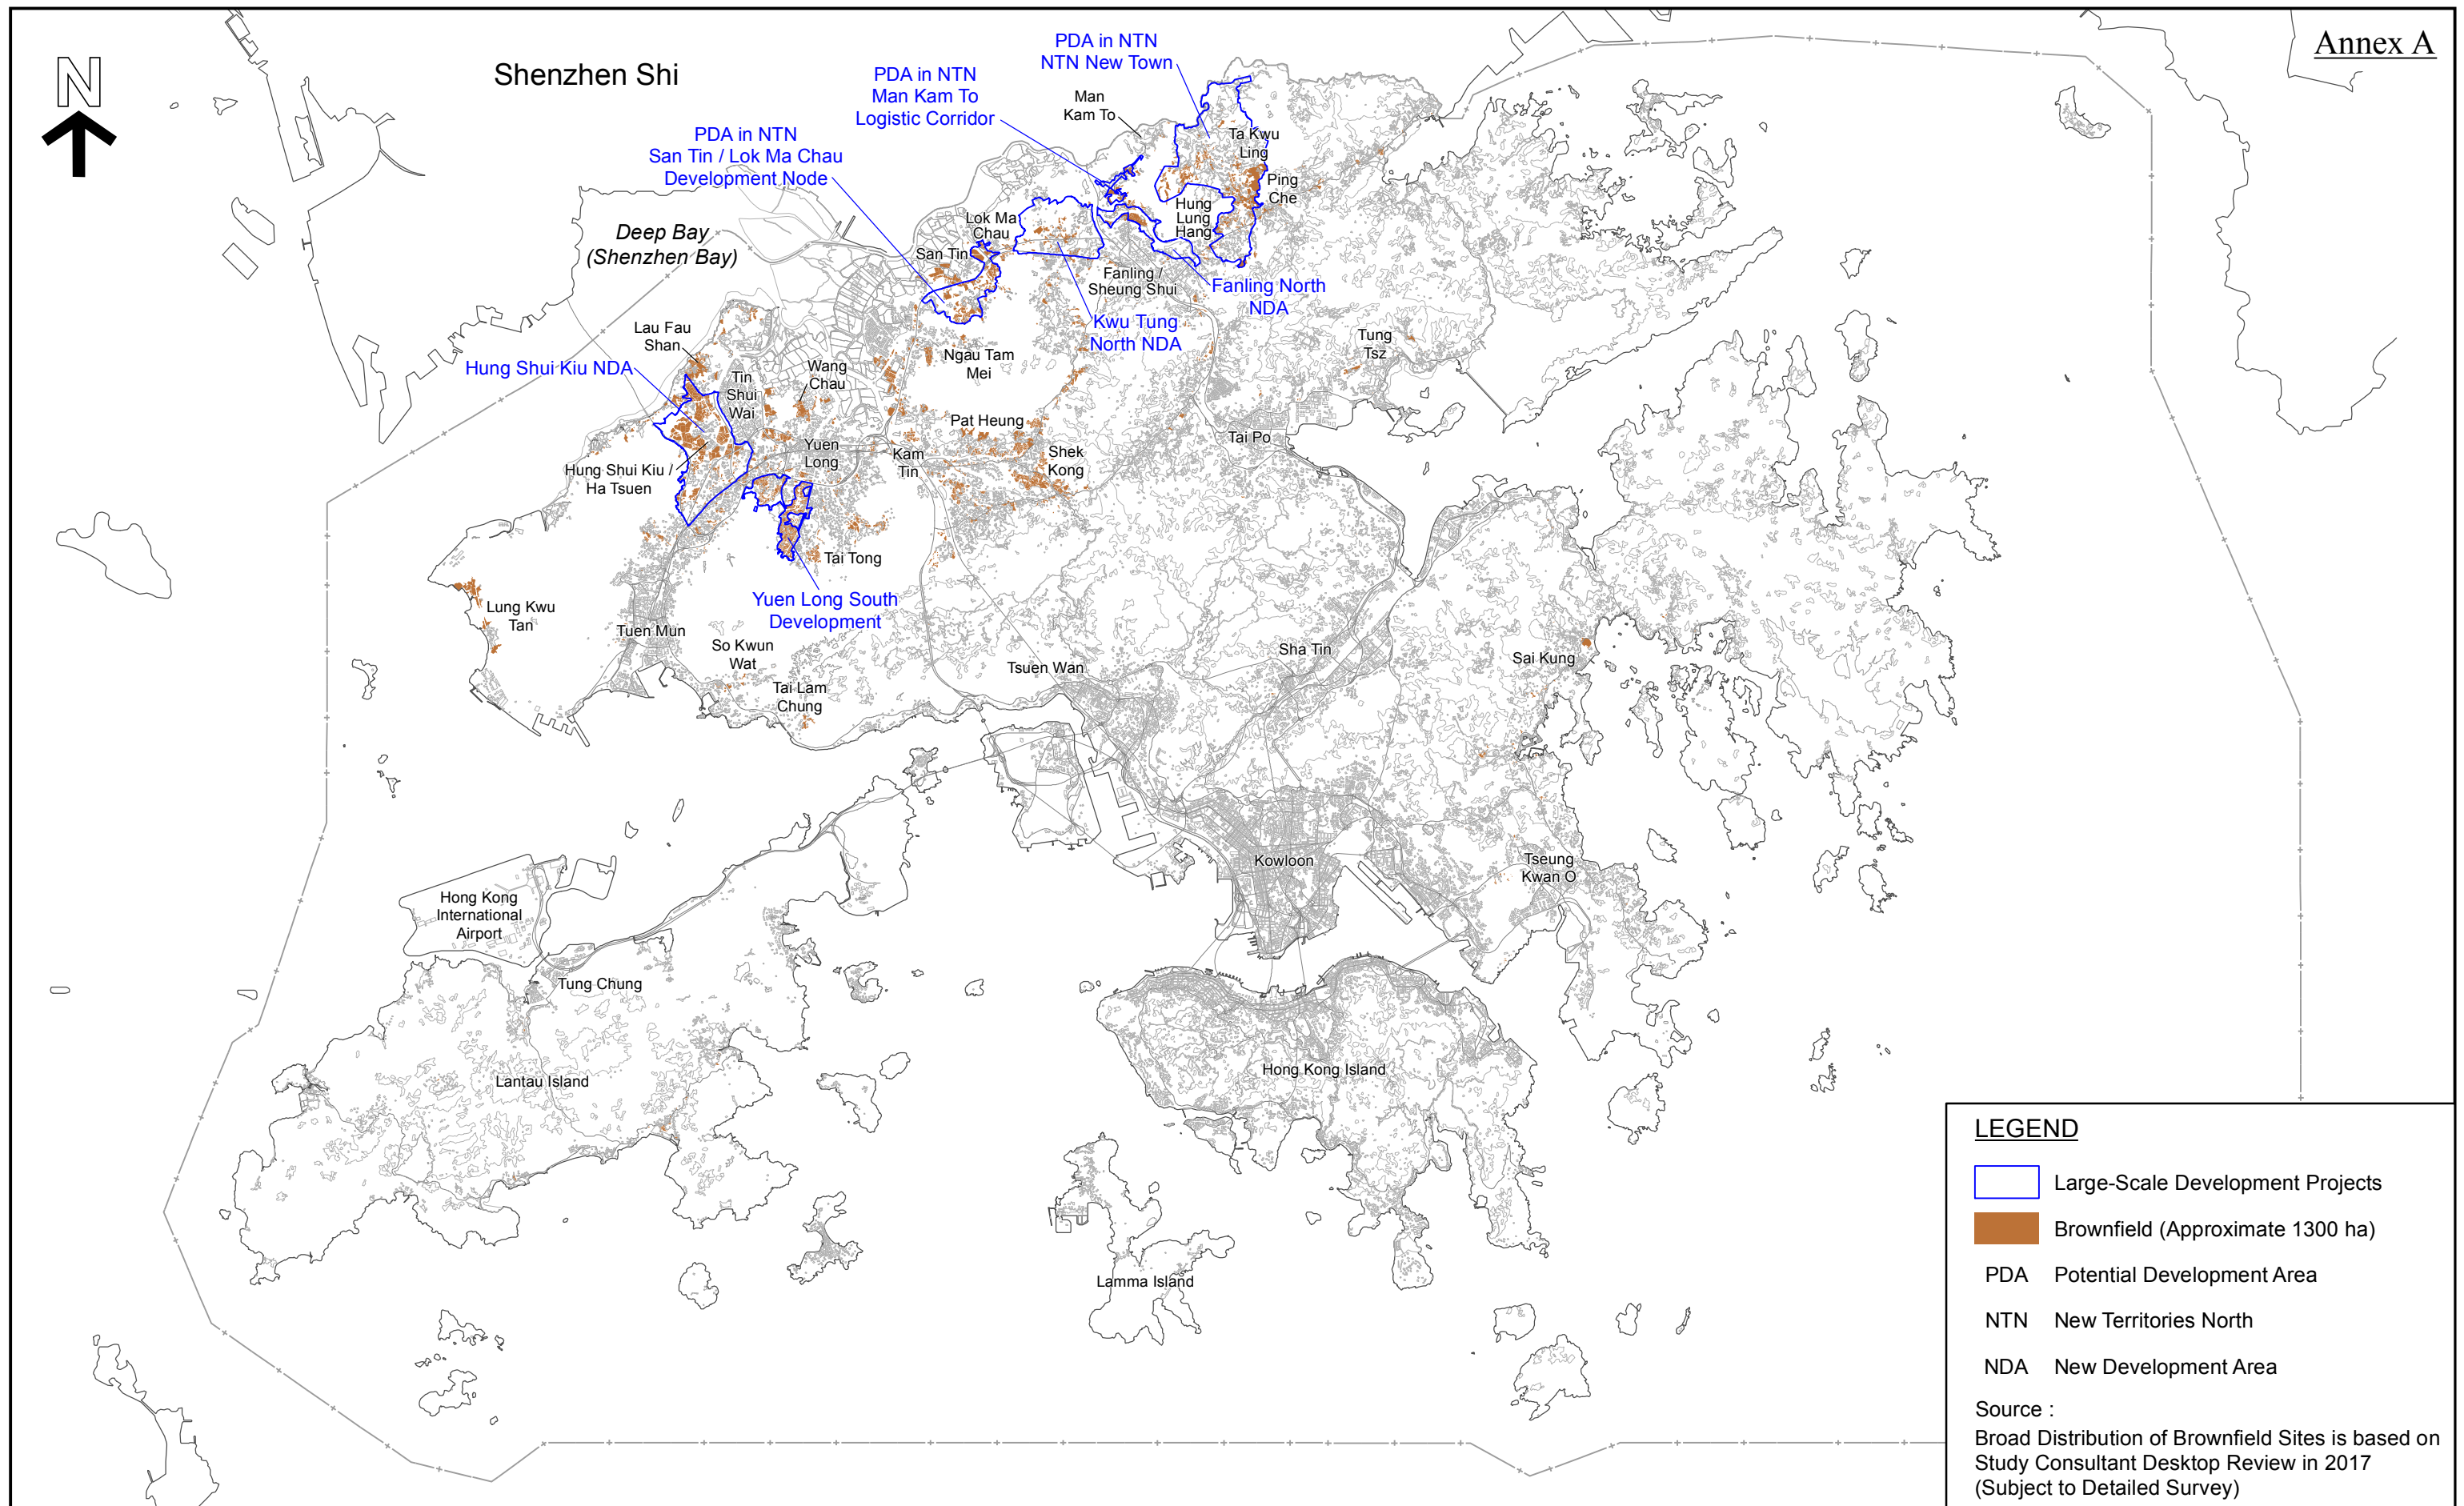 Annex A
N
Shenzhen Shi
PDA in NTN
NTN New Town
PDA in NTN
Man Kam To
Logistic Corridor
Man
Kam To
PDA in NTN
San Tin / Lok Ma Chau
Development Node
Ta Kwu
Ling
Ping
Che
Hung
Lung
Hang
Lok Ma
Chau
San Tin
Deep Bay
(Shenzhen Bay)
Fanling /
Sheung Shui
Fanling North
NDA
Kwu Tung
North NDA
Lau Fau
Shan
Hung Shui Kiu NDA
Tin
Shui
Wai
Wang
Chau
Ngau Tam
Mei
Tung
Tsz
Pat Heung
Tai Po
Yuen
Long
Kam
Tin
Shek
Kong
Hung Shui Kiu /
Ha Tsuen
Tai Tong
Yuen Long South
Development
Lung Kwu
Tan
Tuen Mun
So Kwun
Wat
Tai Lam
Chung
Tsuen Wan
Sha Tin
Sai Kung
Kowloon
Tseung
Kwan O
Hong Kong
International
Airport
Tung Chung
Lantau Island
Hong Kong Island
Lamma Island
LEGEND
Large-Scale Development Projects
Brownfield (Approximate 1300 ha)
PDA Potential Development Area
NTN New Territories North
NDA New Development Area
Source :
Broad Distribution of Brownfield Sites is based on
Study Consultant Desktop Review in 2017
(Subject to Detailed Survey)